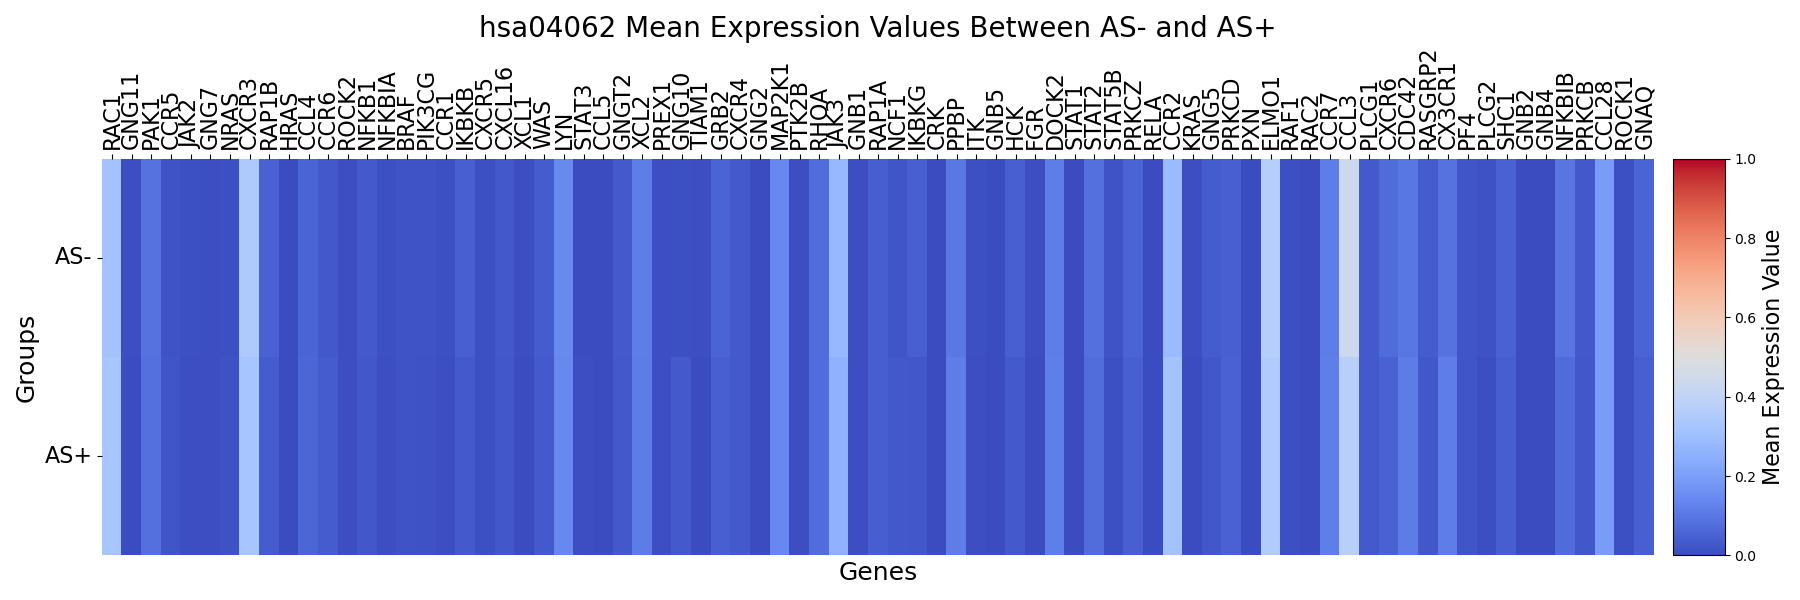 hsa04062 Mean Expression Values Between AS- and AS+
RAC1
GNG11
PAK1
CCR5
JAK2
GNG7
NRAS
CXCR3
RAP1B
HRAS
CCL4
CCR6
ROCK2
NFKB1
NFKBIA
BRAF
PIK3CG
CCR1
IKBKB
CXCR5
CXCL16
XCL1
WAS
LYN
STAT3
CCL5
GNGT2
XCL2
PREX1
GNG10
TIAM1
GRB2
CXCR4
GNG2
MAP2K1
PTK2B
RHOA
JAK3
GNB1
RAP1A
NCF1
IKBKG
CRK
PPBP
ITK
GNB5
HCK
FGR
DOCK2
STAT1
STAT2
STAT5B
PRKCZ
RELA
CCR2
KRAS
GNG5
PRKCD
PXN
ELMO1
RAF1
RAC2
CCR7
CCL3
PLCG1
CXCR6
CDC42
RASGRP2
CX3CR1
PF4
PLCG2
SHC1
GNB2
GNB4
NFKBIB
PRKCB
CCL28
ROCK1
GNAQ
AS-
AS+
Groups
Genes
1.0
0.8
0.6
0.4
0.2
0.0
Mean Expression Value